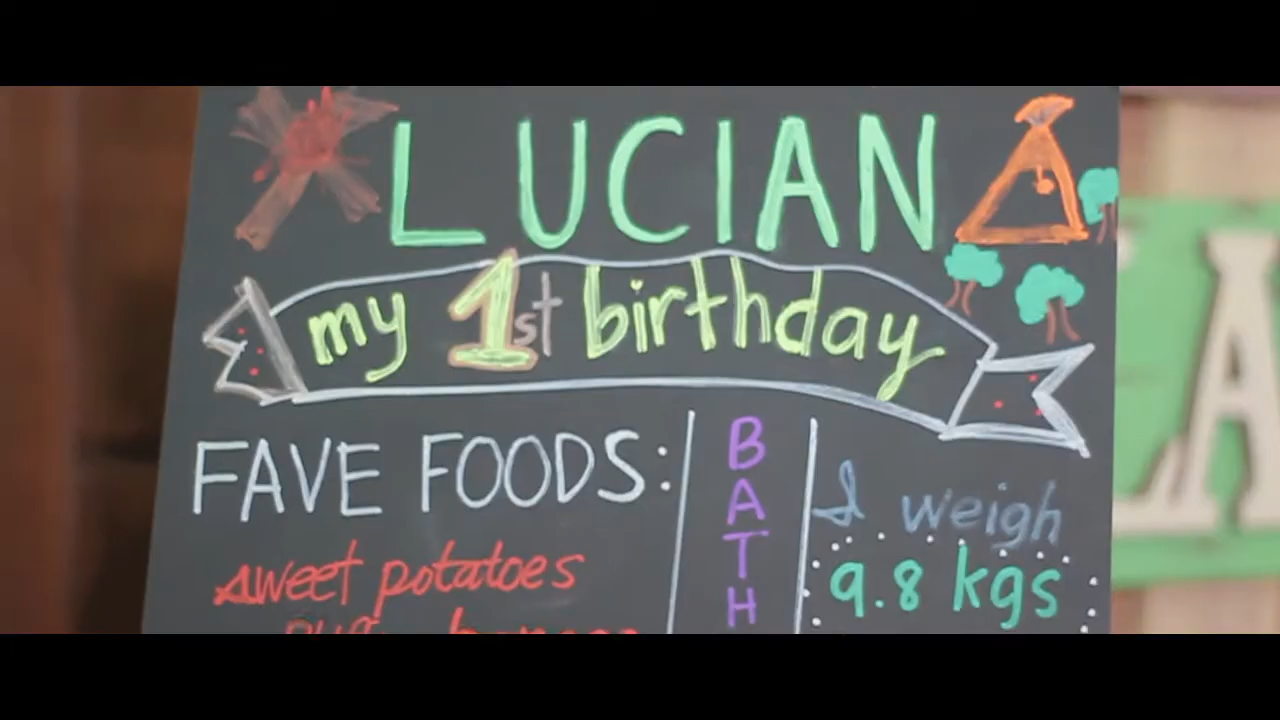 LUCIAN
my 1st birthday
FAVE FOODS:
sweet potatoes
BATH
I weigh
9.8 kgs
A